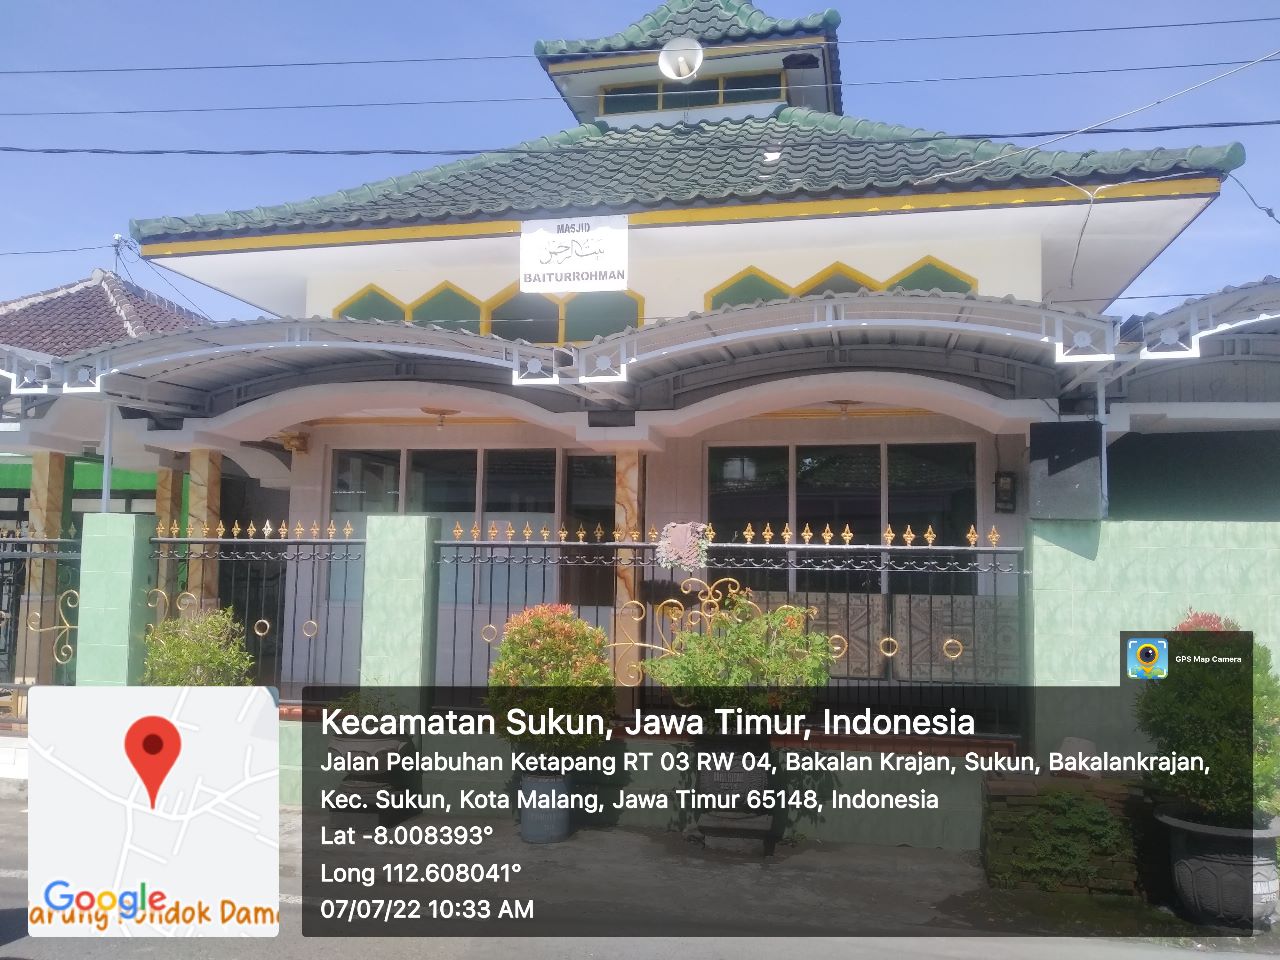 MASJID
بيت الرحمن
BAITURROHMAN
GPS Map Camera
Kecamatan Sukun, Jawa Timur, Indonesia
Jalan Pelabuhan Ketapang RT 03 RW 04, Bakalan Krajan, Sukun, Bakalankrajan,
Kec. Sukun, Kota Malang, Jawa Timur 65148, Indonesia
Lat -8.008393°
Long 112.608041°
07/07/22 10:33 AM
Google